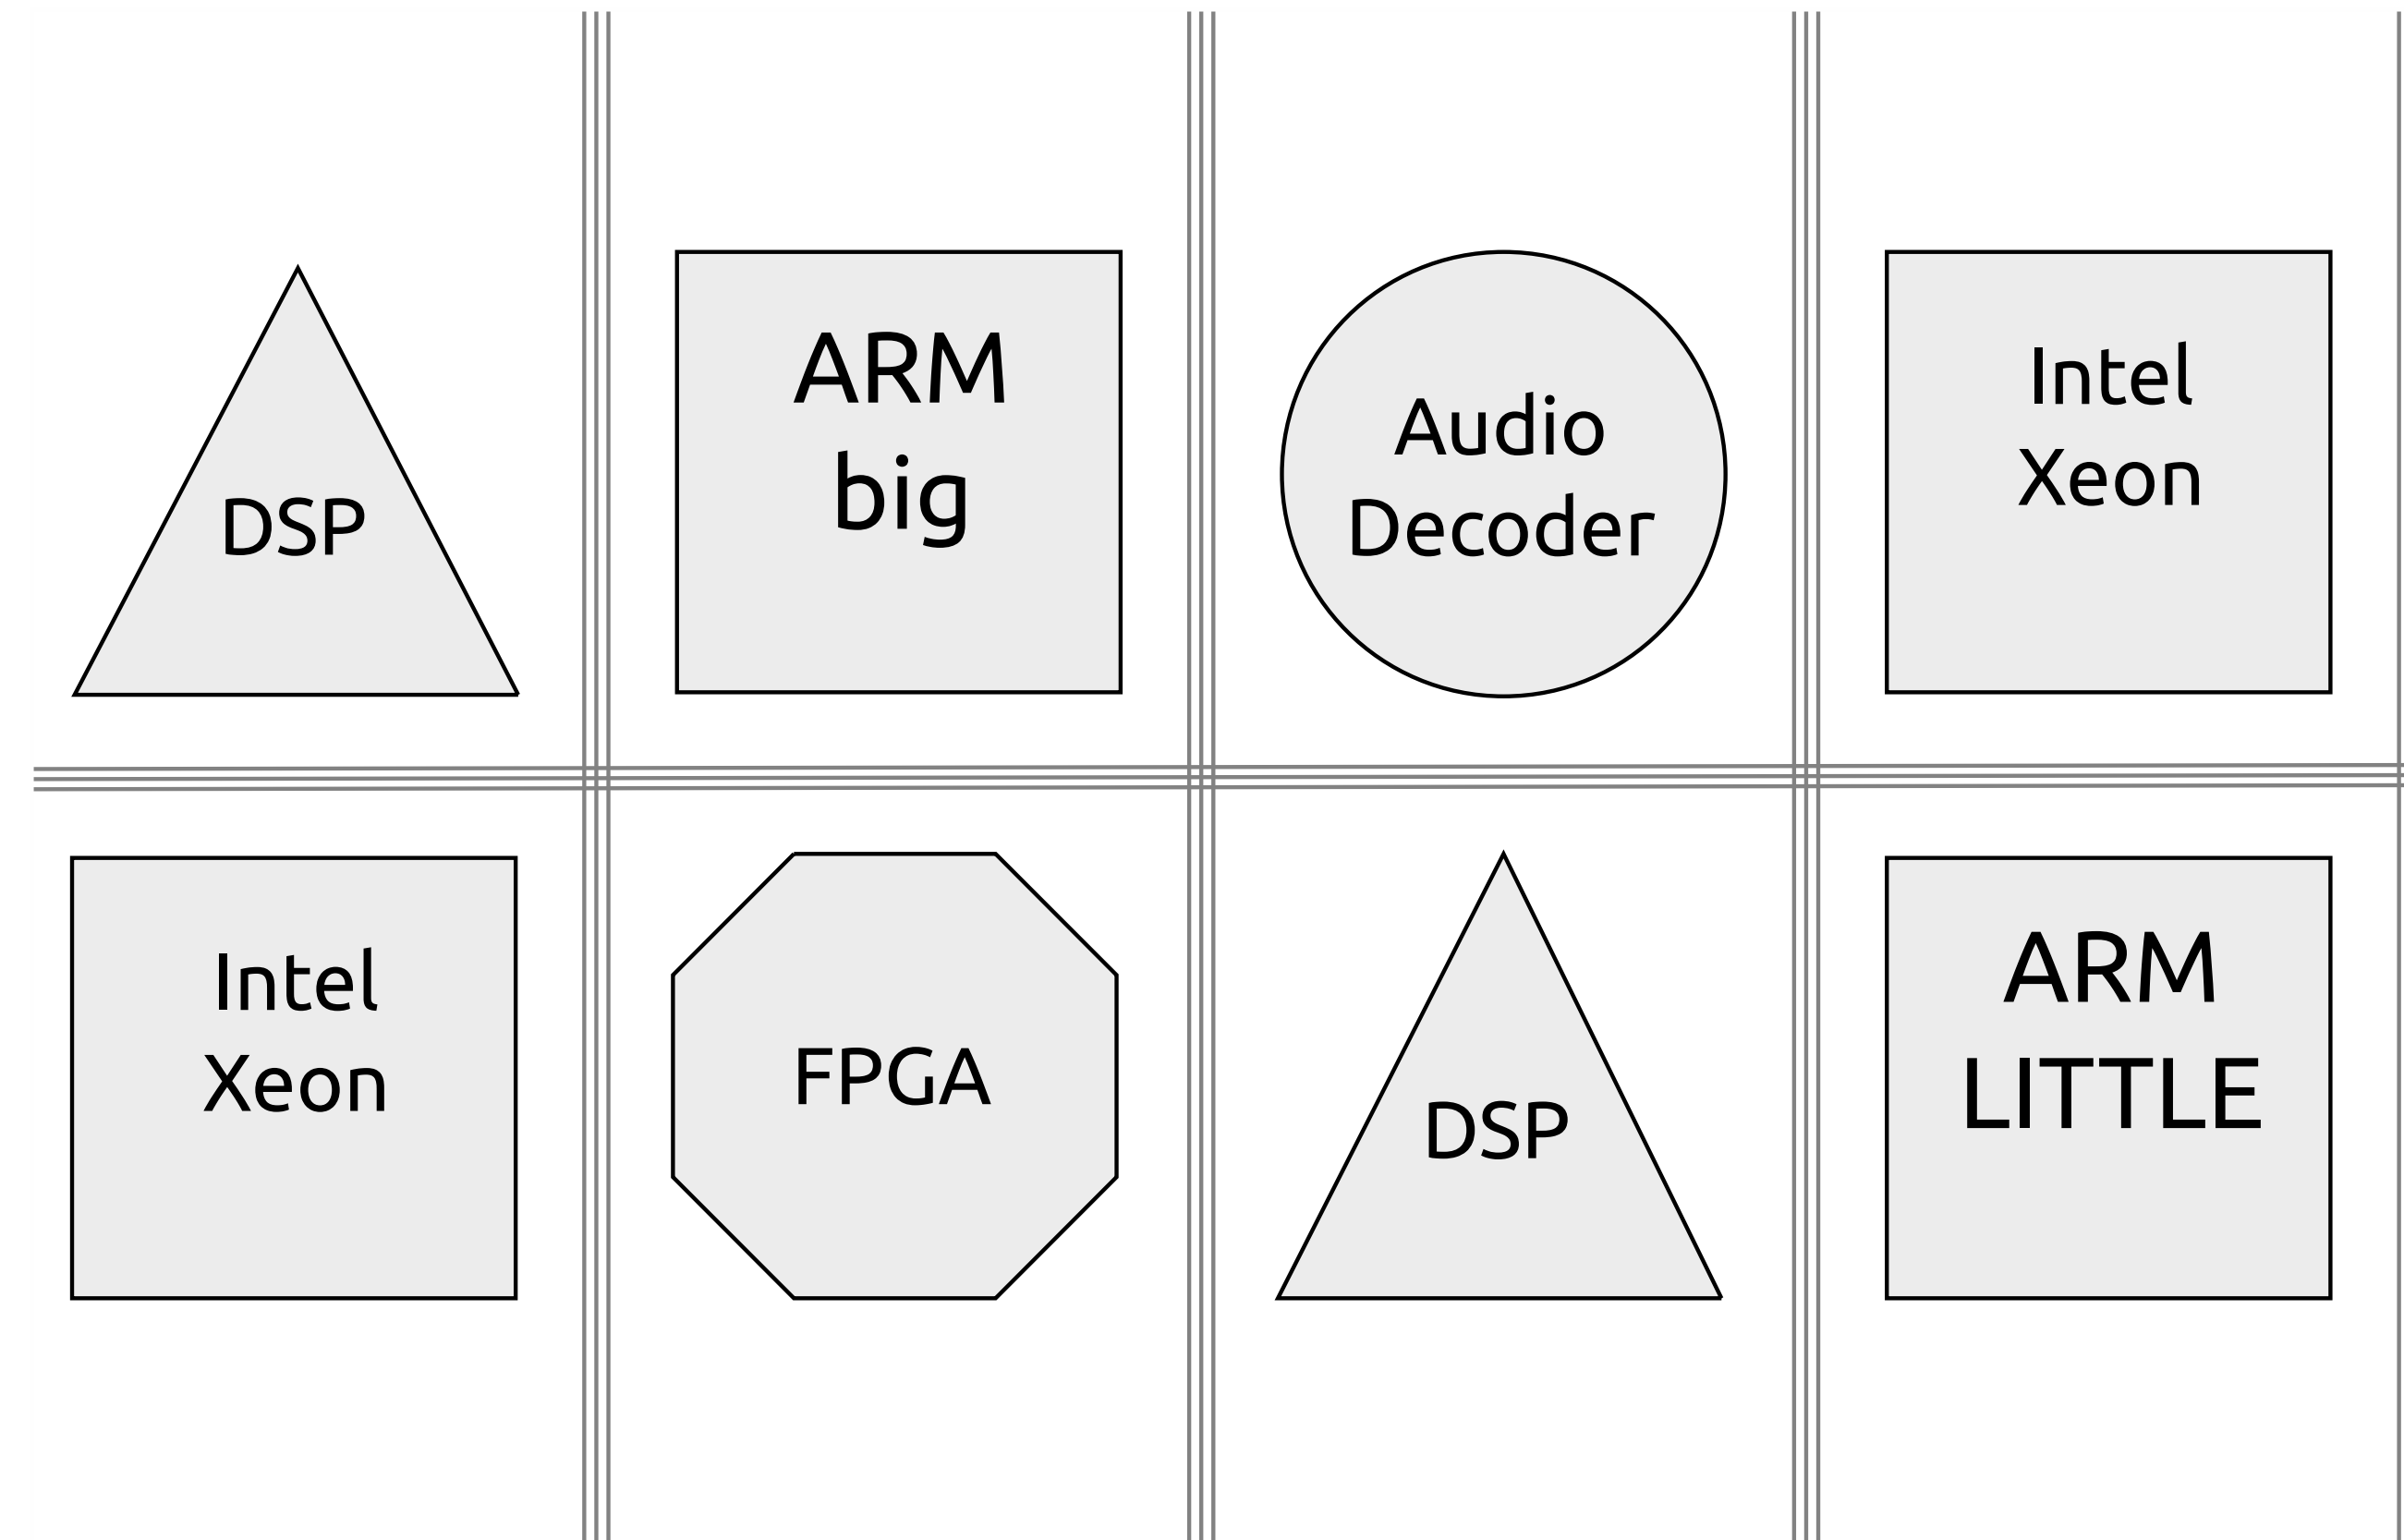 DSP
ARM
big
Audio
Decoder
Intel
Xeon
Intel
Xeon
FPGA
DSP
ARM
LITTLE